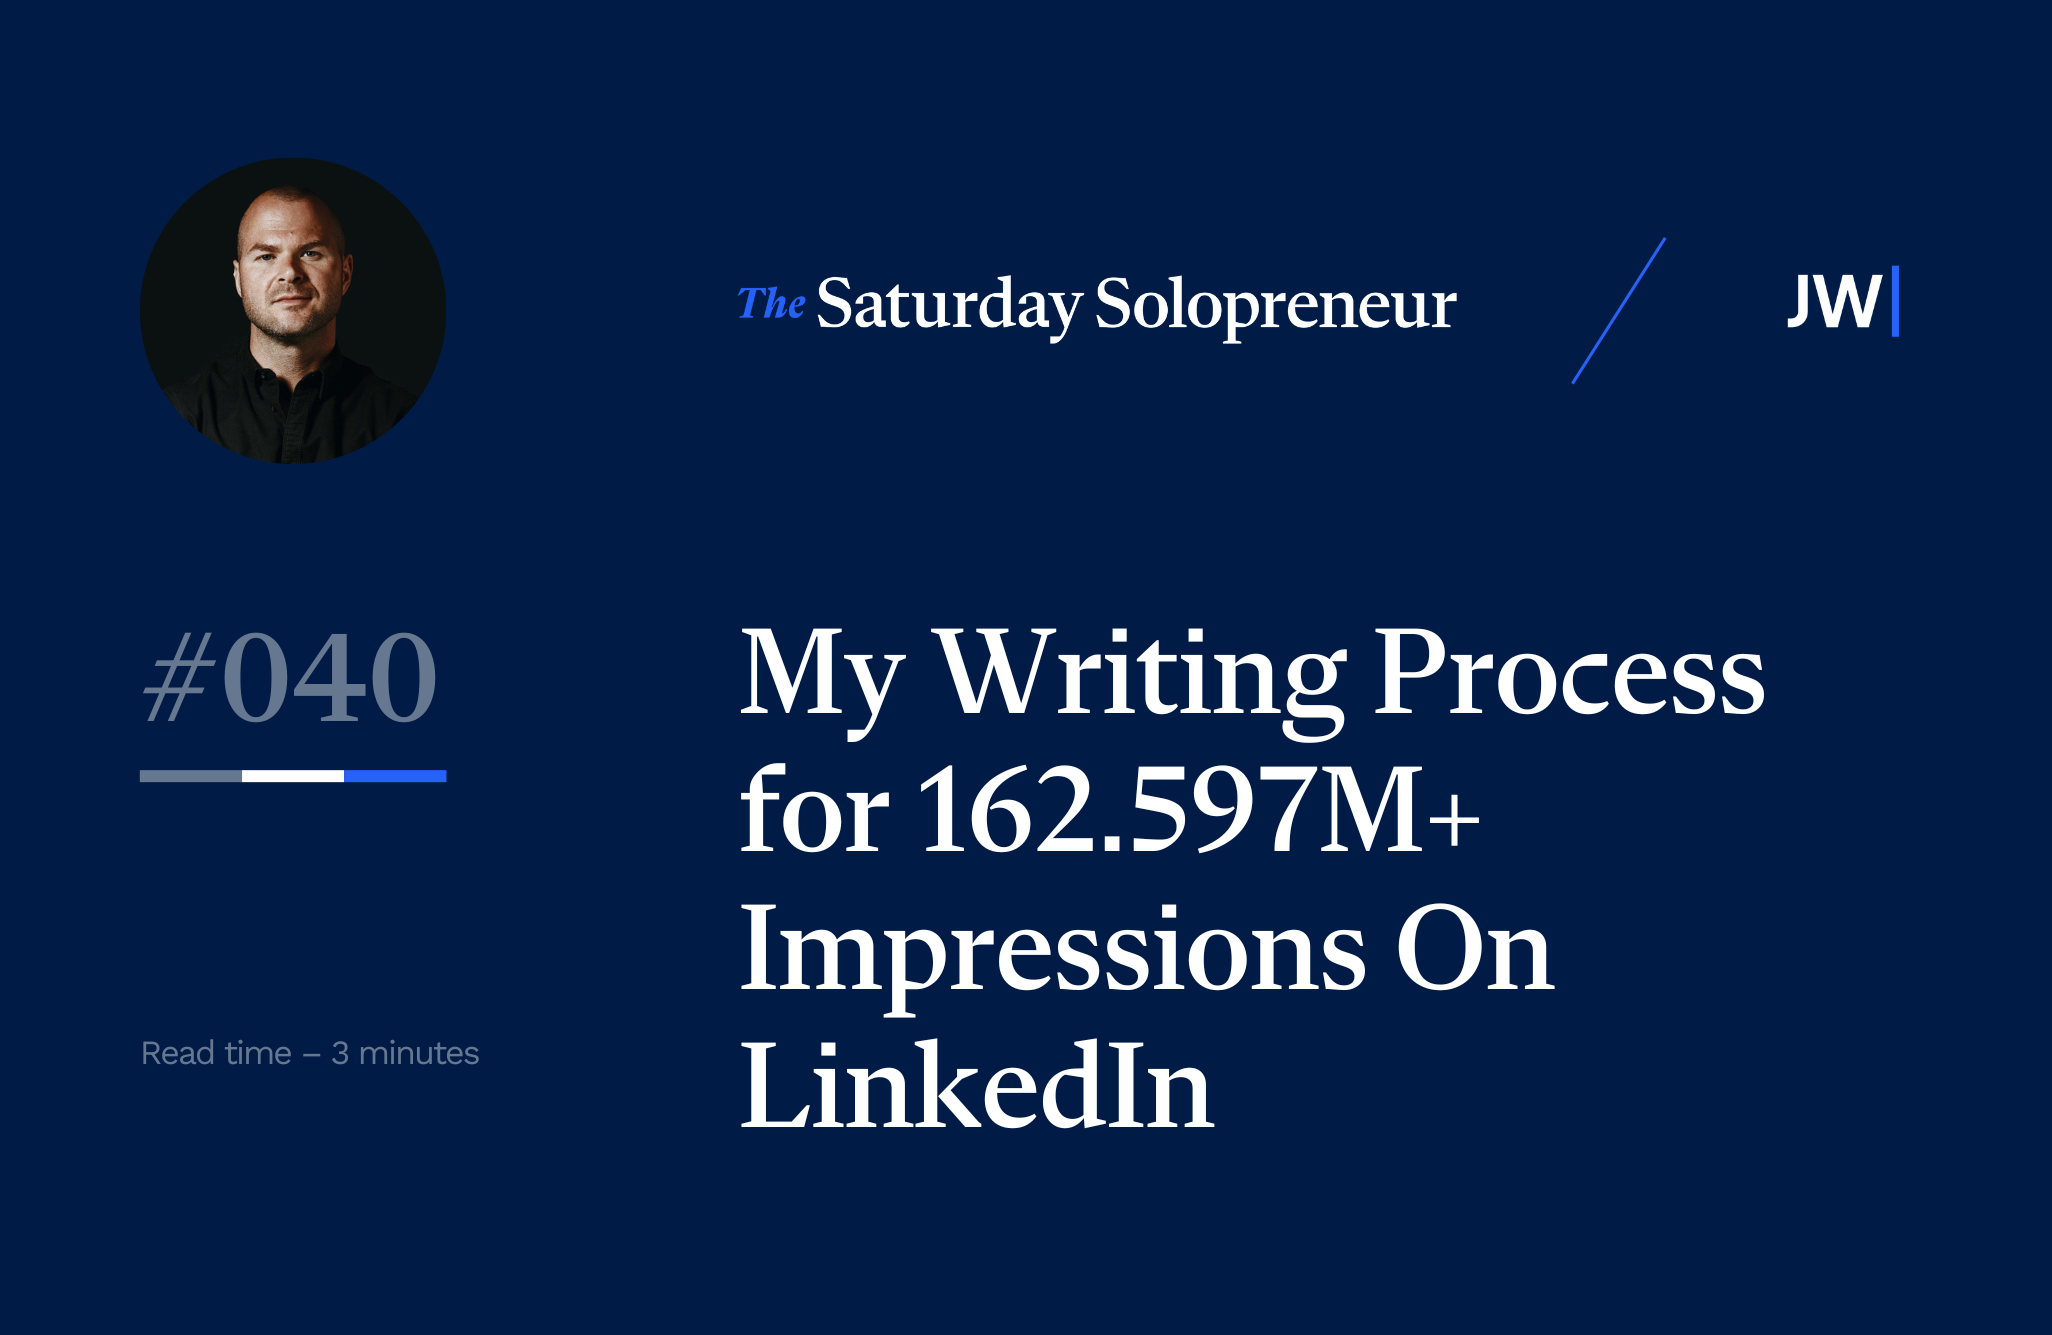 The Saturday Solopreneur
JW
#040
My Writing Process
for 162.597M+
Impressions On
LinkedIn
Read time – 3 minutes